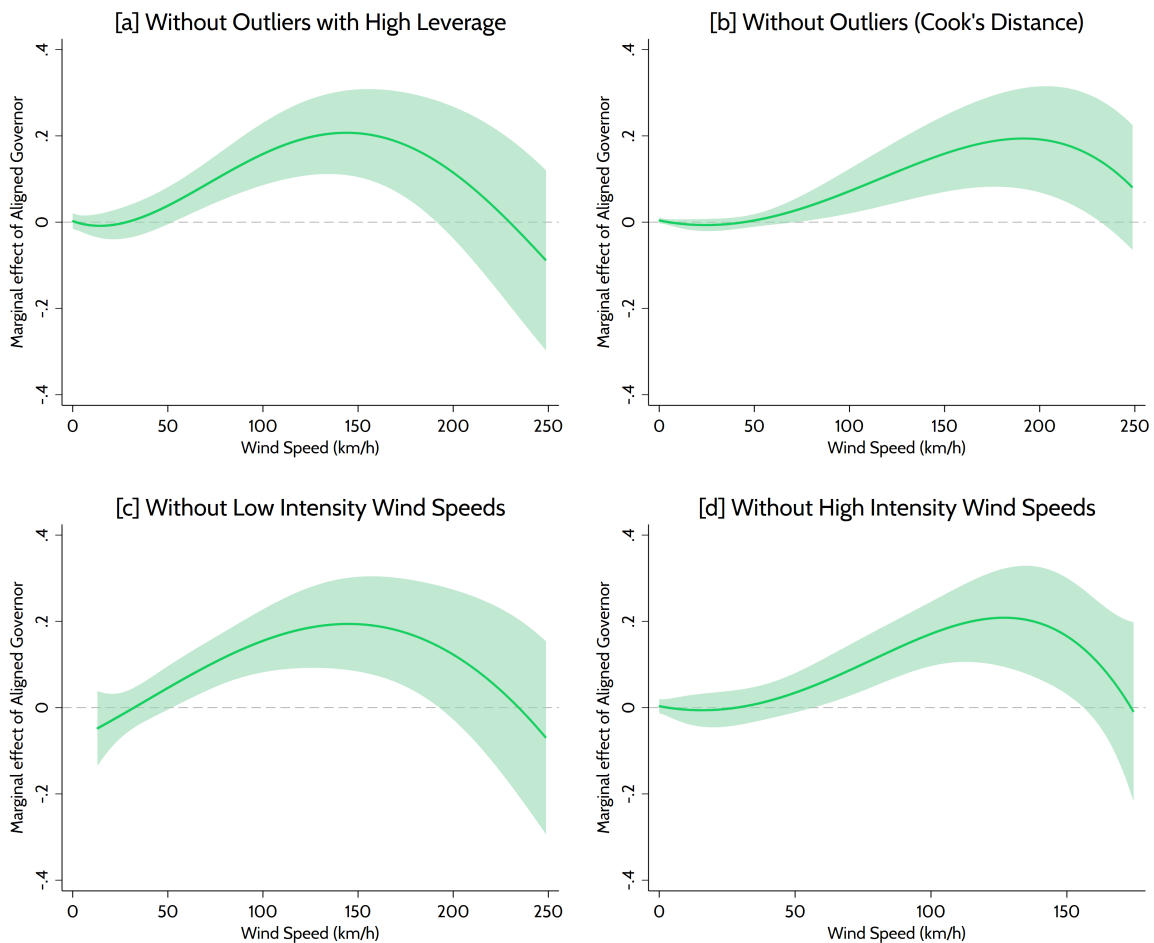 [a] Without Outliers with High Leverage
Marginal effect of Aligned Governor
.4
.2
0
-.2
-.4
0 50 100 150 200 250
Wind Speed (km/h)
[b] Without Outliers (Cook's Distance)
Marginal effect of Aligned Governor
.4
.2
0
-.2
-.4
0 50 100 150 200 250
Wind Speed (km/h)
[c] Without Low Intensity Wind Speeds
Marginal effect of Aligned Governor
.4
.2
0
-.2
-.4
0 50 100 150 200 250
Wind Speed (km/h)
[d] Without High Intensity Wind Speeds
Marginal effect of Aligned Governor
.4
.2
0
-.2
-.4
0 50 100 150
Wind Speed (km/h)